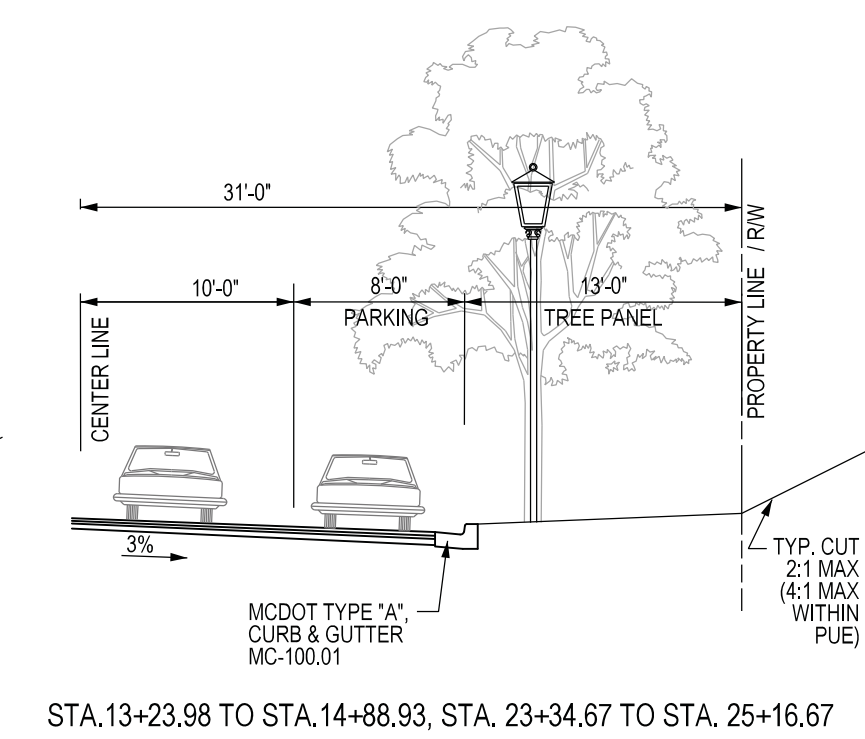 31'-0"
10'-0"
8'-0"
13'-0"
PARKING
TREE PANEL
CENTER LINE
PROPERTY LINE / R/W
3%
MCDOT TYPE "A",
CURB & GUTTER
MC-100.01
TYP. CUT
2:1 MAX
(4:1 MAX
WITHIN
PUE)
STA.13+23.98 TO STA.14+88.93, STA. 23+34.67 TO STA. 25+16.67